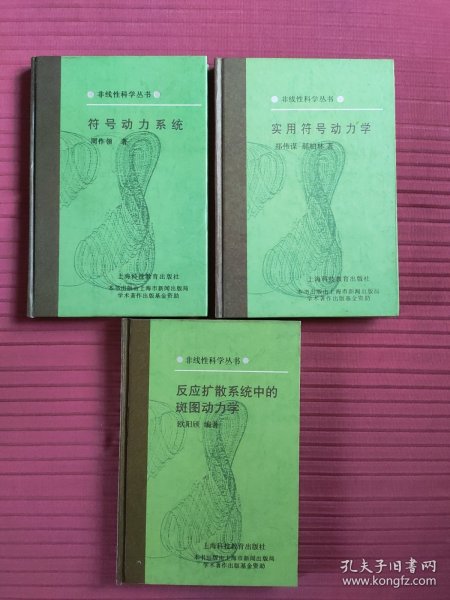 非线性科学丛书
符号动力系统
周作领 著
上海科技教育出版社
本书出版由上海市新闻出版局
学术著作出版基金资助
非线性科学丛书
实用符号动力学
郑伟谋 郝柏林 著
上海科技教育出版社
本书出版由上海市新闻出版局
学术著作出版基金资助
非线性科学丛书
反应扩散系统中的
斑图动力学
欧阳颀 编著
上海科技教育出版社
本书出版由上海市新闻出版局
学术著作出版基金资助
孔夫子旧书网
www.kongfz.com